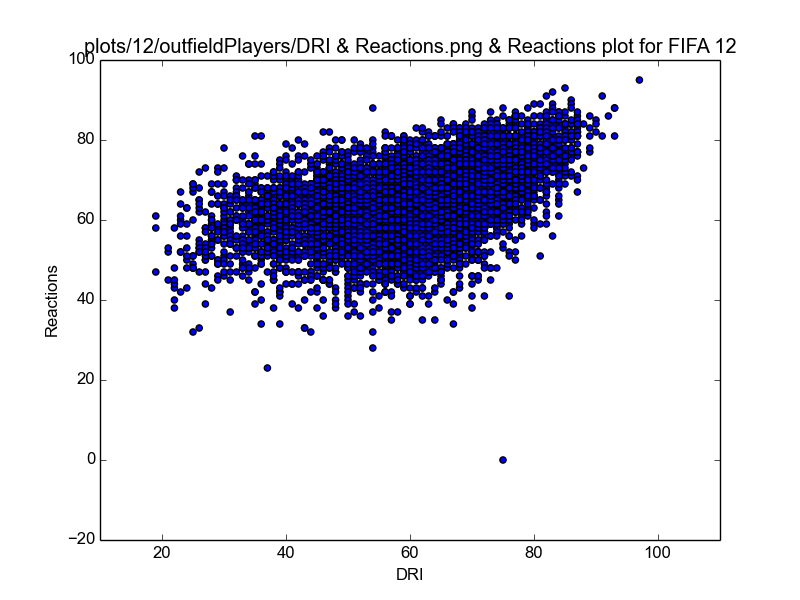 plots/12/outfieldPlayers/DRI & Reactions.png & Reactions plot for FIFA 12
100
80
60
40
20
0
−20
Reactions
20 40 60 80 100
DRI